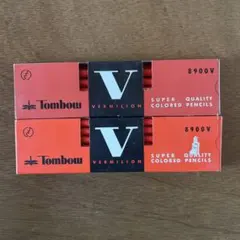 8900V
Tombow
V
VERMILION
SUPER QUALITY
COLORED PENCILS
8900V
Tombow
V
VERMILION
SUPER QUALITY
COLORED PENCILS